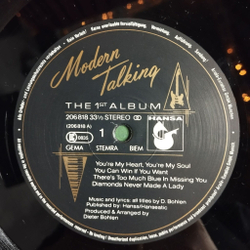 Modern
Talking
THE 1ST ALBUM
206 818 33⅓ STEREO
HANSA
(206 818 A)
1
GEMA STEMRA BIEM
You're My Heart, You're My Soul
You Can Win If You Want
There's Too Much Blue In Missing You
Diamonds Never Made A Lady
Music and lyrics: all titles by D. Bohlen
Published by: Hansa/Hanseatic
Produced & Arranged by
Dieter Bohlen